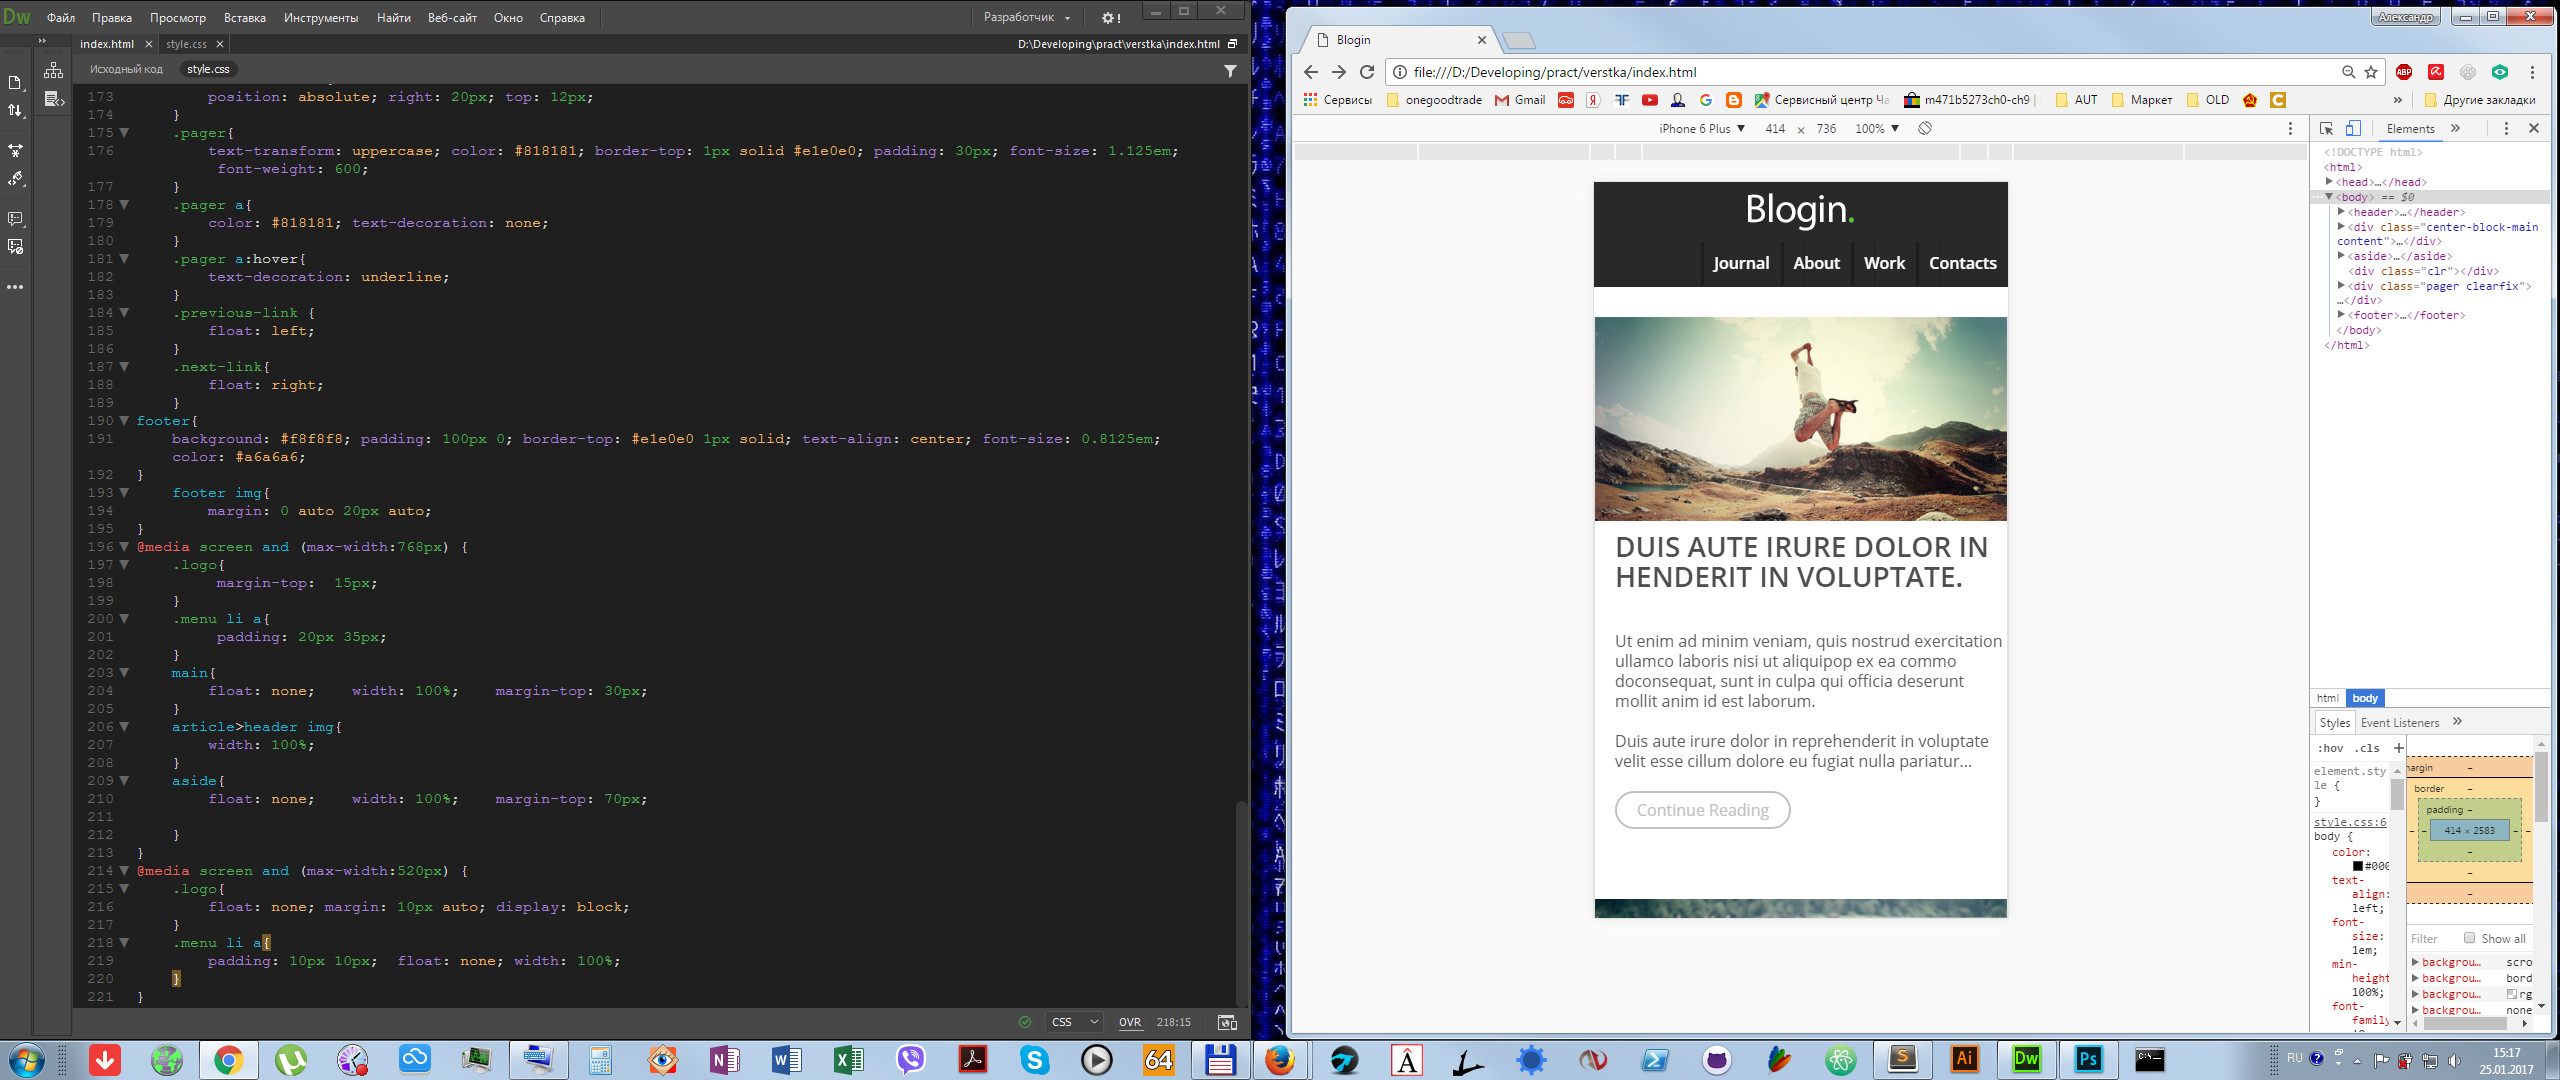 Dw Файл Правка Просмотр Вставка Инструменты Найти Веб-сайт Окно Справка Разработчик
index.html style.css D:\Developing\pract\verstka\index.html
Исходный код style.css
173 position: absolute; right: 20px; top: 12px;
174 }
175 .pager{
176 text-transform: uppercase; color: #818181; border-top: 1px solid #e1e0e0; padding: 30px; font-size: 1.125em;
font-weight: 600;
177 }
178 .pager a{
179 color: #818181; text-decoration: none;
180 }
181 .pager a:hover{
182 text-decoration: underline;
183 }
184 .previous-link {
185 float: left;
186 }
187 .next-link{
188 float: right;
189 }
190 footer{
191 background: #f8f8f8; padding: 100px 0; border-top: #e1e0e0 1px solid; text-align: center; font-size: 0.8125em;
color: #a6a6a6;
192 }
193 footer img{
194 margin: 0 auto 20px auto;
195 }
196 @media screen and (max-width:768px) {
197 .logo{
198 margin-top: 15px;
199 }
200 .menu li a{
201 padding: 20px 35px;
202 }
203 main{
204 float: none; width: 100%; margin-top: 30px;
205 }
206 article>header img{
207 width: 100%;
208 }
209 aside{
210 float: none; width: 100%; margin-top: 70px;
211
212 }
213 }
214 @media screen and (max-width:520px) {
215 .logo{
216 float: none; margin: 10px auto; display: block;
217 }
218 .menu li a{
219 padding: 10px 10px; float: none; width: 100%;
220 }
221 }
CSS OVR 218:15
Александр
Blogin
file:///D:/Developing/pract/verstka/index.html
ABP
Сервисы onegoodtrade Gmail Сервисный центр Ча m471b5273ch0-ch9 AUT Маркет OLD Другие закладки
iPhone 6 Plus 414 × 736 100%
Blogin.
Journal About Work Contacts
DUIS AUTE IRURE DOLOR IN
HENDERIT IN VOLUPTATE.
Ut enim ad minim veniam, quis nostrud exercitation
ullamco laboris nisi ut aliquipop ex ea commo
doconsequat, sunt in culpa qui officia deserunt
mollit anim id est laborum.
Duis aute irure dolor in reprehenderit in voluptate
velit esse cillum dolore eu fugiat nulla pariatur...
Continue Reading
Elements
<!DOCTYPE html>
<html>
<head>…</head>
<body> == $0
<header>…</header>
<div class="center-block-main
content">…</div>
<aside>…</aside>
<div class="clr"></div>
<div class="pager clearfix">
…</div>
<footer>…</footer>
</body>
</html>
html body
Styles Event Listeners
:hov .cls +
element.sty
le {
}
style.css:6
body {
color:
#000
text-
align:
left;
font-
size:
1em;
min-
height
100%;
font-
family
margin -
border -
padding -
414 × 2583
Filter Show all
backgrou… scro
backgrou… bord
backgrou… rg
backgrou… none
64 Ai Dw Ps
RU 15:17
25.01.2017